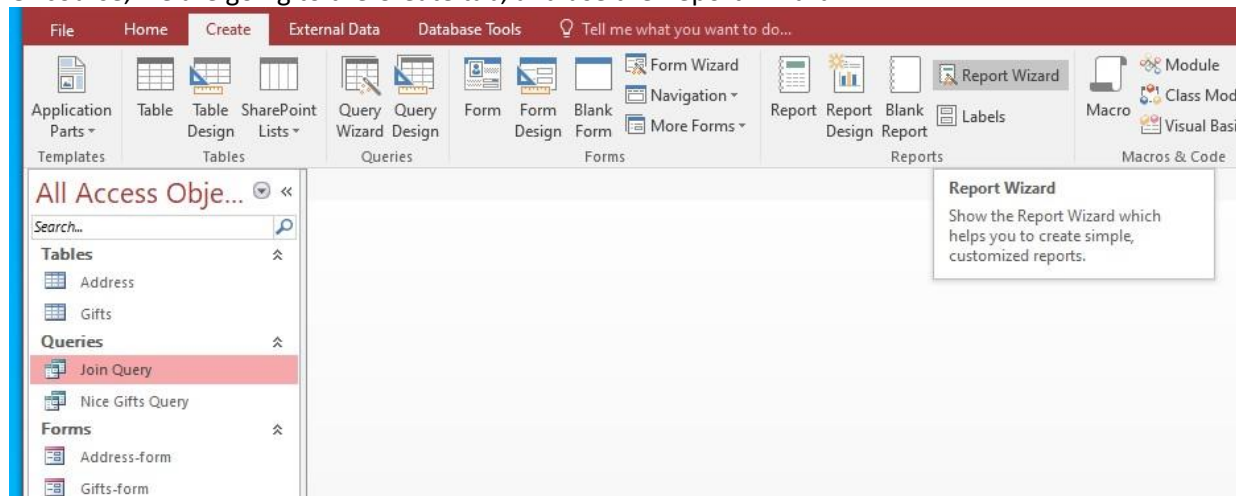 File Home Create External Data Database Tools Tell me what you want to do...
Application Parts
Table
Table Design
SharePoint Lists
Query Wizard
Query Design
Form
Form Design
Blank Form
Form Wizard
Navigation
More Forms
Report
Report Design
Blank Report
Report Wizard
Labels
Macro
Module
Class Mod
Visual Basi
Templates Tables Queries Forms Reports Macros & Code
All Access Obje...
Search...
Tables
Address
Gifts
Queries
Join Query
Nice Gifts Query
Forms
Address-form
Gifts-form
Report Wizard
Show the Report Wizard which
helps you to create simple,
customized reports.